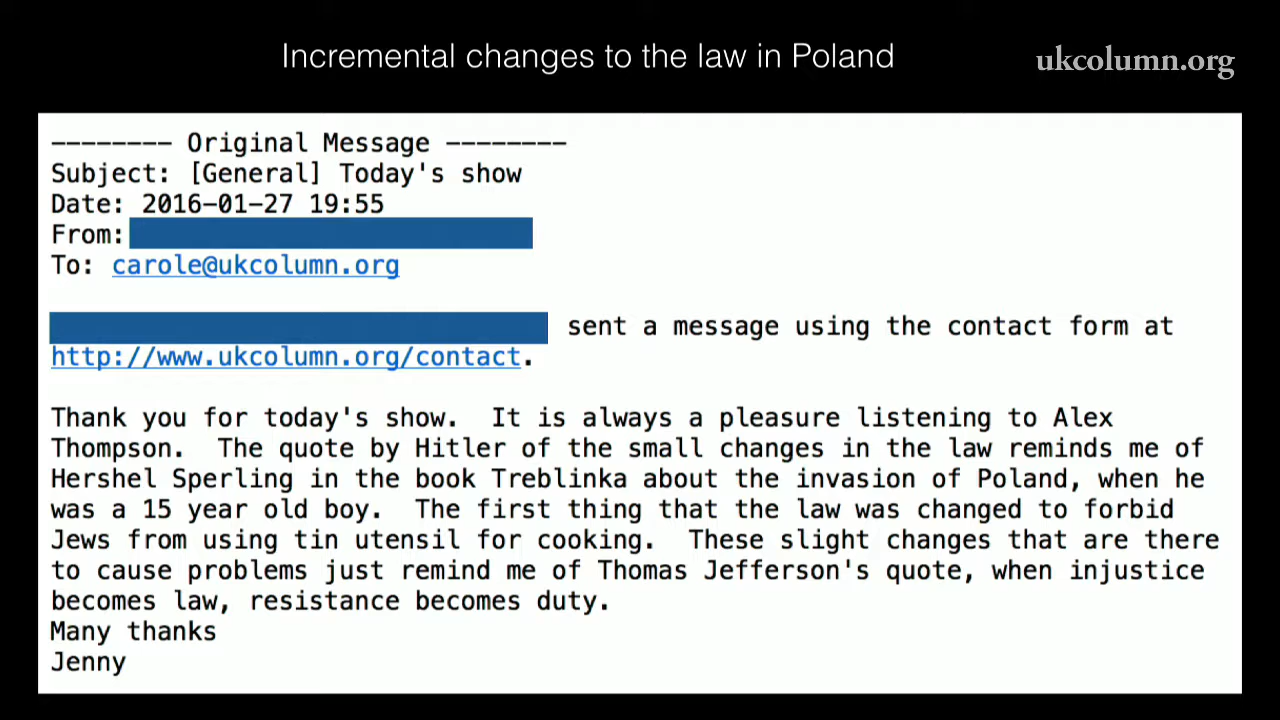 Incremental changes to the law in Poland
ukcolumn.org
-------- Original Message --------
Subject: [General] Today's show
Date: 2016-01-27 19:55
From:
To: carole@ukcolumn.org
sent a message using the contact form at
http://www.ukcolumn.org/contact.
Thank you for today's show.  It is always a pleasure listening to Alex
Thompson.  The quote by Hitler of the small changes in the law reminds me of
Hershel Sperling in the book Treblinka about the invasion of Poland, when he
was a 15 year old boy.  The first thing that the law was changed to forbid
Jews from using tin utensil for cooking.  These slight changes that are there
to cause problems just remind me of Thomas Jefferson's quote, when injustice
becomes law, resistance becomes duty.
Many thanks
Jenny